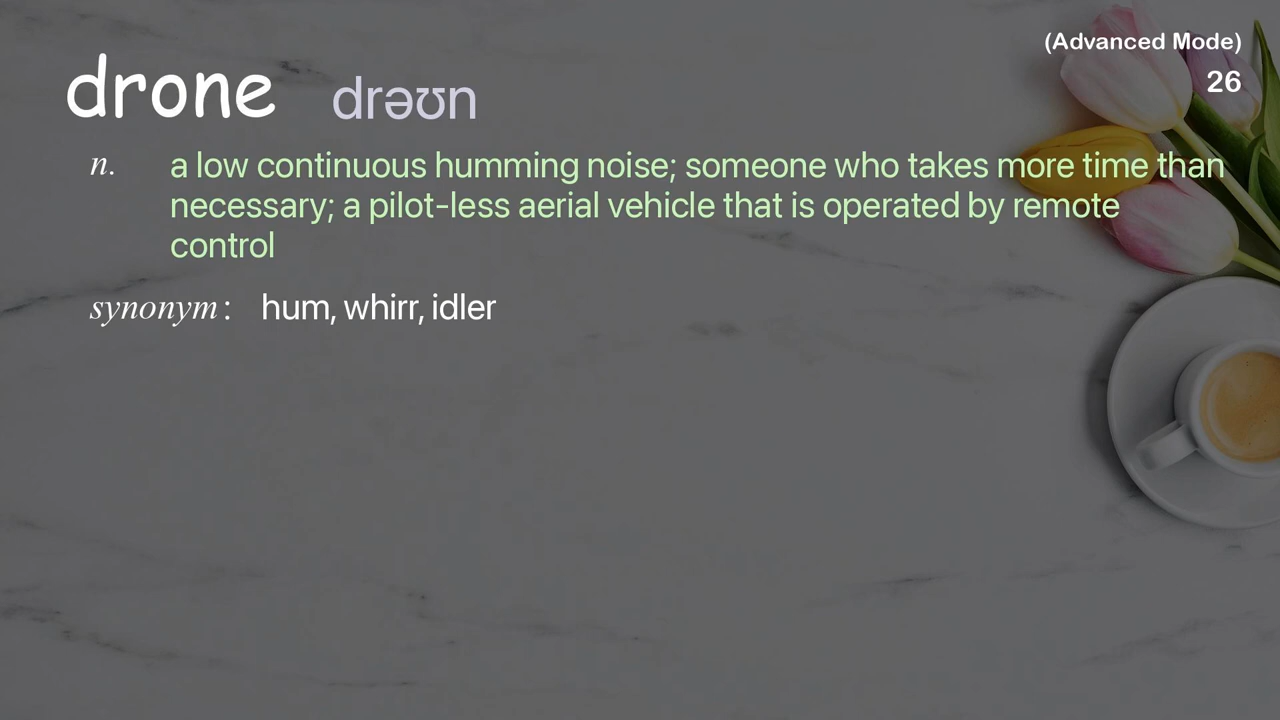 (Advanced Mode)
drone drəʊn
26
n. a low continuous humming noise; someone who takes more time than
necessary; a pilot-less aerial vehicle that is operated by remote
control
synonym: hum, whirr, idler